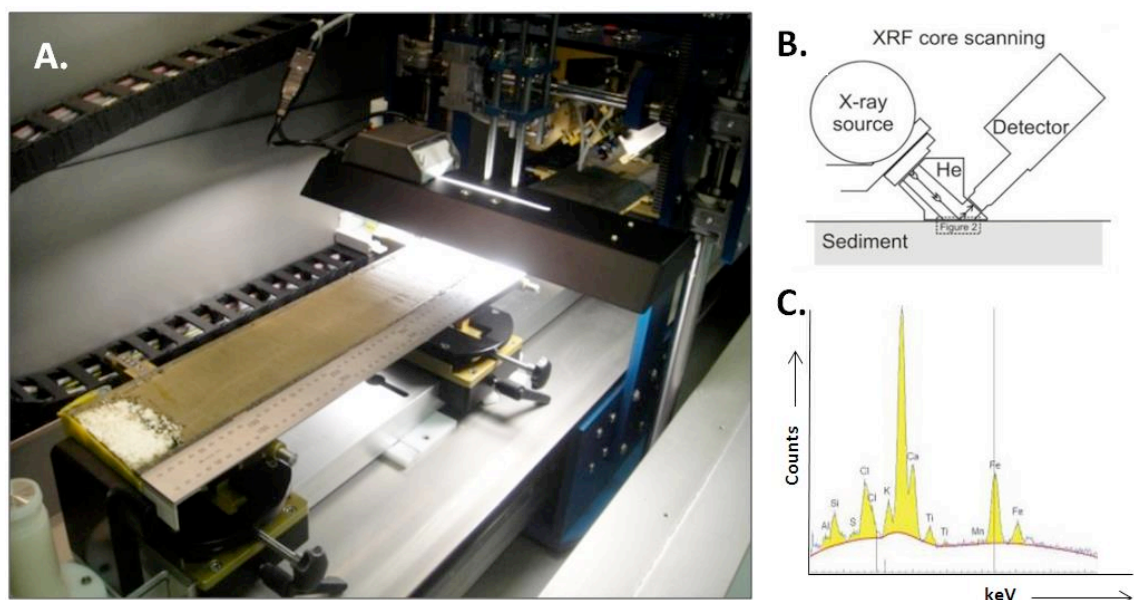 A.
B.
XRF core scanning
X-ray
source
Detector
He
Figure 2
Sediment
C.
Counts
Al
Si
S
Cl
Cl
K
Ca
Ti
Ti
Mn
Fe
Fe
keV